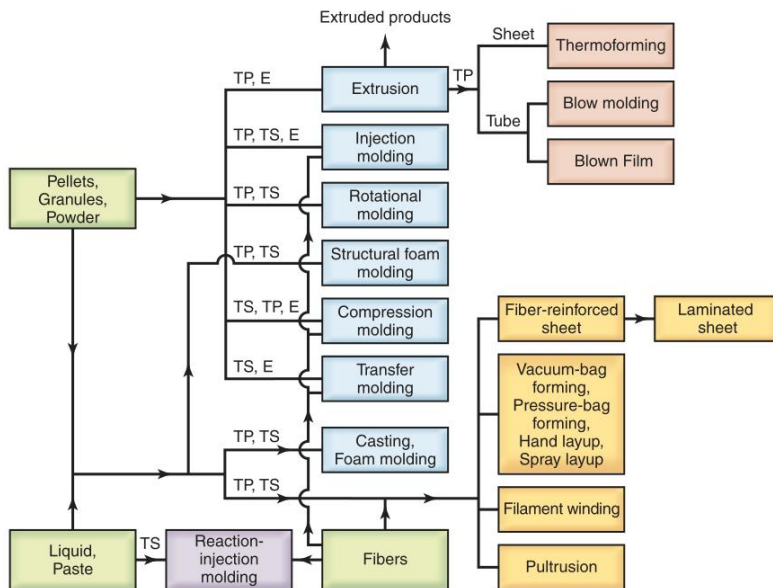 Extruded products
TP, E
Extrusion
TP
Sheet
Thermoforming
Tube
Blow molding
Blown Film
TP, TS, E
Injection
molding
Pellets,
Granules,
Powder
TP, TS
Rotational
molding
TP, TS
Structural foam
molding
TS, TP, E
Compression
molding
TS, E
Transfer
molding
TP, TS
Casting,
Foam molding
TP, TS
Fiber-reinforced
sheet
Laminated
sheet
Vacuum-bag
forming,
Pressure-bag
forming,
Hand layup,
Spray layup
Filament winding
Pultrusion
Liquid,
Paste
TS
Reaction-
injection
molding
Fibers